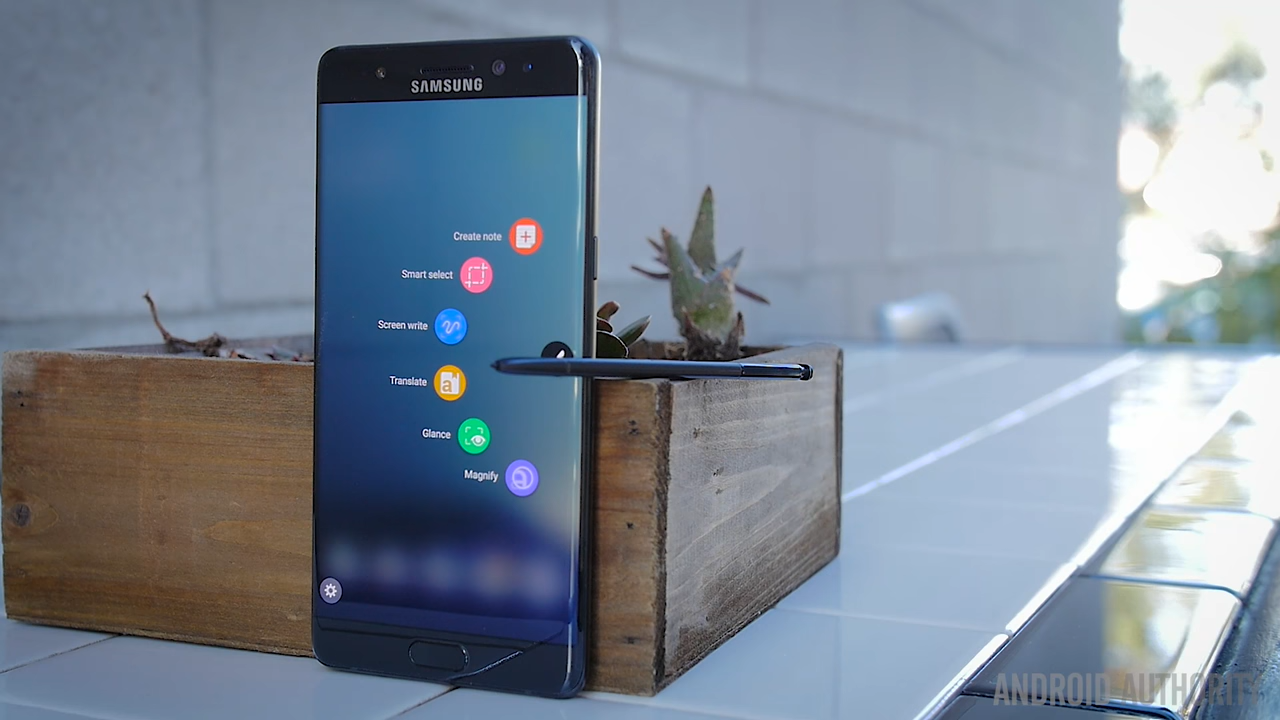 SAMSUNG
Create note
Smart select
Screen write
Translate
a
Glance
Magnify
ANDROID AUTHORITY